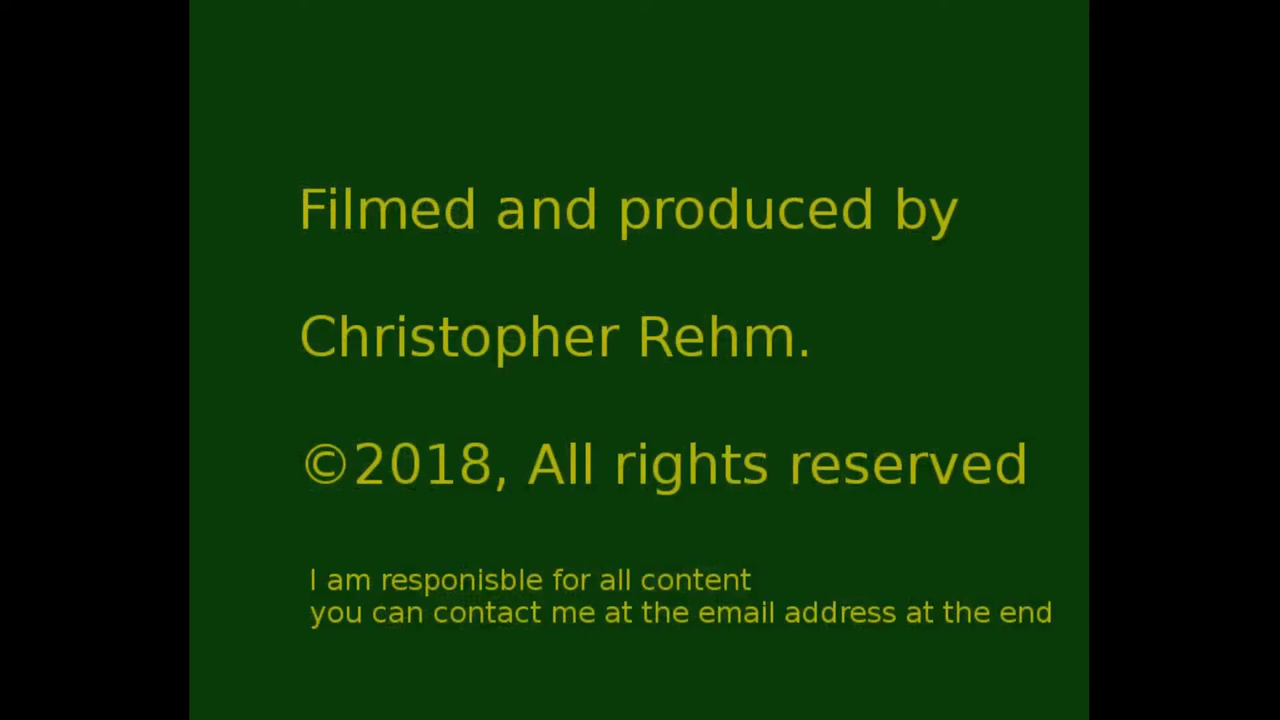 Filmed and produced by
Christopher Rehm.
©2018, All rights reserved
I am responisble for all content
you can contact me at the email address at the end